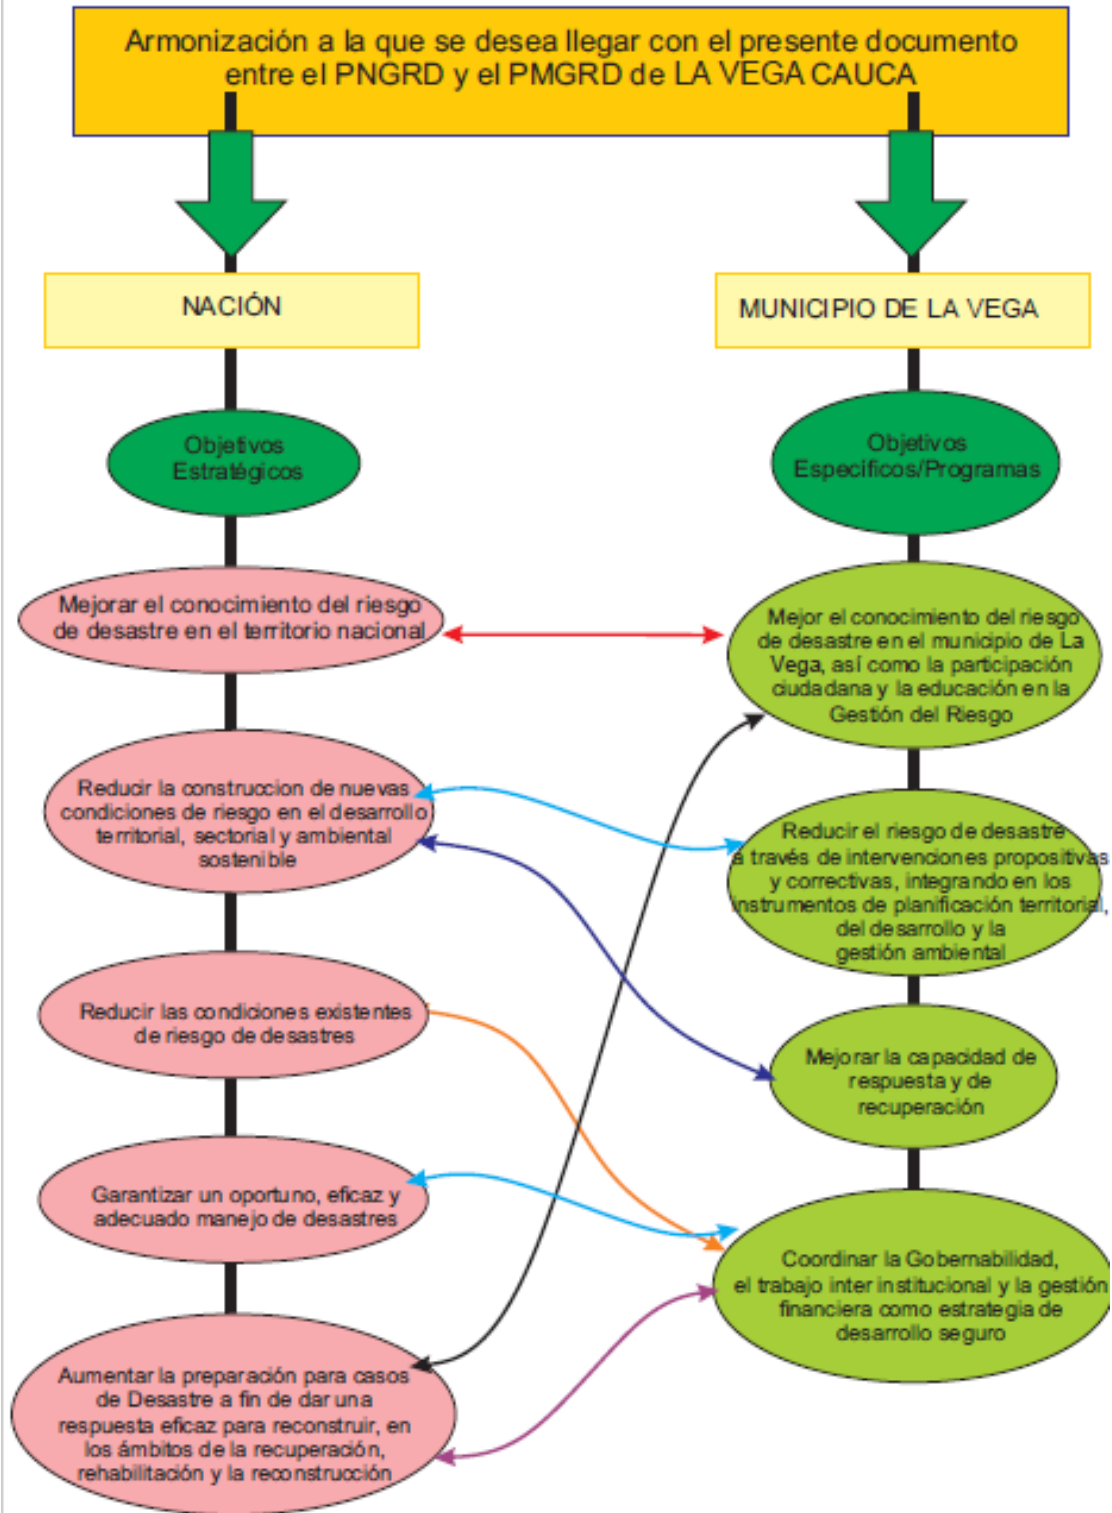 Armonización a la que se desea llegar con el presente documento
entre el PNGRD y el PMGRD de LA VEGA CAUCA
NACIÓN
Objetivos
Estratégicos
Mejorar el conocimiento del riesgo
de desastre en el territorio nacional
Reducir la construccion de nuevas
condiciones de riesgo en el desarrollo
territorial, sectorial y ambiental
sostenible
Reducir las condiciones existentes
de riesgo de desastres
Garantizar un oportuno, eficaz y
adecuado manejo de desastres
Aumentar la preparación para casos
de Desastre a fin de dar una
respuesta eficaz para reconstruir, en
los ámbitos de la recuperación,
rehabilitación y la reconstrucción
MUNICIPIO DE LA VEGA
Objetivos
Específicos/Programas
Mejor el conocimiento del riesgo
de desastre en el municipio de La
Vega, así como la participación
ciudadana y la educación en la
Gestión del Riesgo
Reducir el riesgo de desastre
a través de intervenciones propositivas
y correctivas, integrando en los
instrumentos de planificación territorial,
del desarrollo y la
gestión ambiental
Mejorar la capacidad de
respuesta y de
recuperación
Coordinar la Gobernabilidad,
el trabajo inter institucional y la gestión
financiera como estrategia de
desarrollo seguro